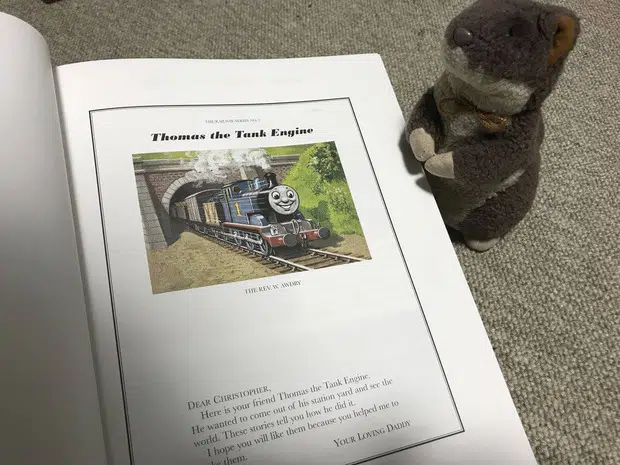 THE RAILWAY SERIES NO. 2
Thomas the Tank Engine
1
THE REV. W. AWDRY
DEAR CHRISTOPHER,
Here is your friend Thomas the Tank Engine.
He wanted to come out of his station yard and see the
world. These stories tell you how he did it.
I hope you will like them because you helped me to
them.
YOUR LOVING DADDY